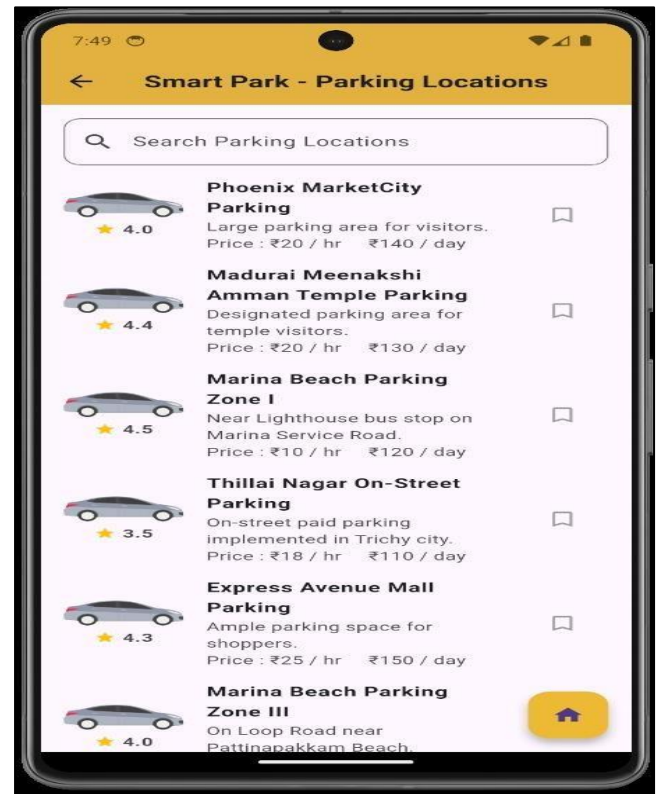 7:49
Smart Park - Parking Locations
Search Parking Locations
Phoenix MarketCity
Parking
Large parking area for visitors.
Price : ₹20 / hr ₹140 / day
4.0
Madurai Meenakshi
Amman Temple Parking
Designated parking area for
temple visitors.
Price : ₹20 / hr ₹130 / day
4.4
Marina Beach Parking
Zone I
Near Lighthouse bus stop on
Marina Service Road.
Price : ₹10 / hr ₹120 / day
4.5
Thillai Nagar On-Street
Parking
On-street paid parking
implemented in Trichy city.
Price : ₹18 / hr ₹110 / day
3.5
Express Avenue Mall
Parking
Ample parking space for
shoppers.
Price : ₹25 / hr ₹150 / day
4.3
Marina Beach Parking
Zone III
On Loop Road near
Pattinapakkam Beach.
4.0